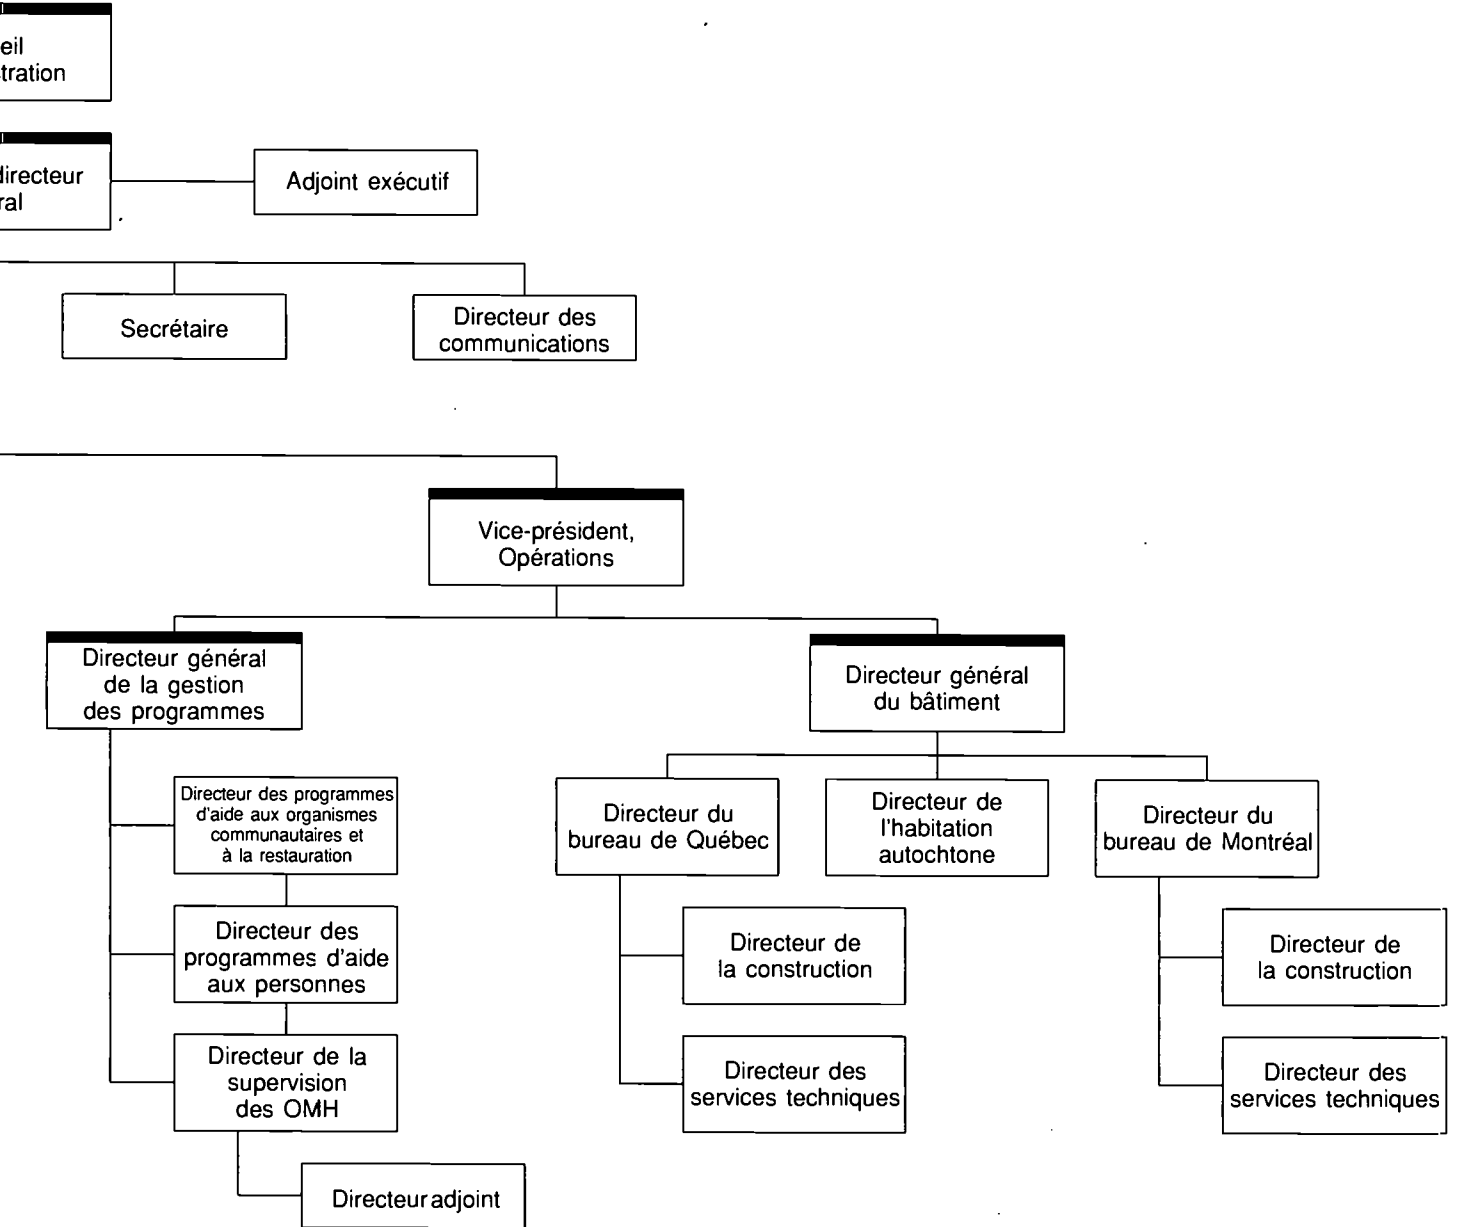 eil
stration
directeur
ral
Adjoint exécutif
Secrétaire
Directeur des
communications
Vice-président,
Opérations
Directeur général
de la gestion
des programmes
Directeur général
du bâtiment
Directeur des programmes
d'aide aux organismes
communautaires et
à la restauration
Directeur des
programmes d'aide
aux personnes
Directeur de la
supervision
des OMH
Directeur adjoint
Directeur du
bureau de Québec
Directeur de
la construction
Directeur des
services techniques
Directeur de
l'habitation
autochtone
Directeur du
bureau de Montréal
Directeur de
la construction
Directeur des
services techniques